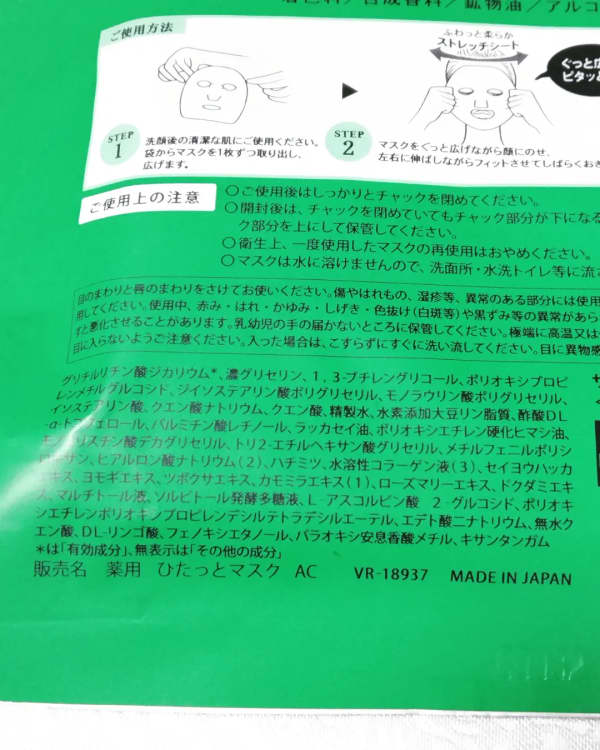 着色料/合成香料/鉱物油/アルコ
ご使用方法
ふわっと柔らか
ストレッチシート
ぐっと広
ピタッと
STEP
1
洗顔後の清潔な肌にご使用ください。
袋からマスクを1枚ずつ取り出し、
広げます。
STEP
2
マスクをぐっと広げながら顔にのせ、
左右に伸ばしながらフィットさせてしばらくおき
ご使用上の注意
○ご使用後はしっかりとチャックを閉めてください。
○開封後は、チャックを閉めていてもチャック部分が下になる
ク部分を上にして保管してください。
○衛生上、一度使用したマスクの再使用はおやめください。
○マスクは水に溶けませんので、洗面所・水洗トイレ等に流さ
目のまわりと唇のまわりをさけてお使いください。傷やはれもの、湿疹等、異常のある部分には使用
用してください。使用中、赤み・はれ・かゆみ・しげき・色抜け(白斑等)や黒ずみ等の異常があら
すと悪化させることがあります。乳幼児の手の届かないところに保管してください。極端に高温又は
目に入らないようご注意ください。入った場合は、こすらずにすぐに洗い流してください。目に異物感
グリチルリチン酸ジカリウム*、濃グリセリン、1,3-ブチレングリコール、ポリオキシプロピ
レンメチルグルコシド、ジイソステアリン酸ポリグリセリル、モノラウリン酸ポリグリセリル、
イソステアリン酸、クエン酸ナトリウム、クエン酸、精製水、水素添加大豆リン脂質、酢酸DL
-α-トコフェロール、パルミチン酸レチノール、ラッカセイ油、ポリオキシエチレン硬化ヒマシ油、
モノミリスチン酸デカグリセリル、トリ2-エチルヘキサン酸グリセリル、メチルフェニルポリシ
ロキサン、ヒアルロン酸ナトリウム(2)、ハチミツ、水溶性コラーゲン液(3)、セイヨウハッカ
エキス、ヨモギエキス、ツボクサエキス、カモミラエキス(1)、ローズマリーエキス、ドクダミエキ
ス、マルチトール液、ソルビトール発酵多糖液、L-アスコルビン酸 2-グルコシド、ポリオキ
シエチレンポリオキシプロピレンデシルテトラデシルエーテル、エデト酸二ナトリウム、無水ク
エン酸、DL-リンゴ酸、フェノキシエタノール、パラオキシ安息香酸メチル、キサンタンガム
*は「有効成分」、無表示は「その他の成分」
販売名 薬用 ひたっとマスク AC VR-18937 MADE IN JAPAN